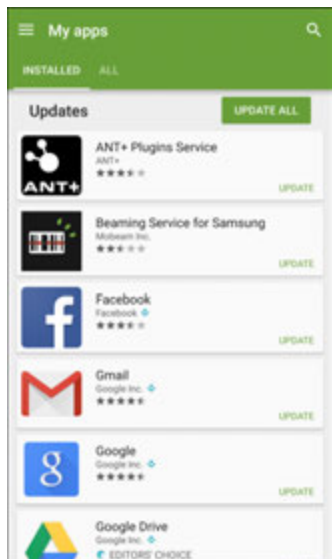 My apps
INSTALLED ALL
Updates
UPDATE ALL
ANT+
ANT+ Plugins Service
ANT+
UPDATE
Beaming Service for Samsung
Mobeam Inc.
UPDATE
f
Facebook
Facebook
UPDATE
Gmail
Google Inc.
UPDATE
8
Google
Google Inc.
UPDATE
Google Drive
Google Inc.
EDITORS' CHOICE